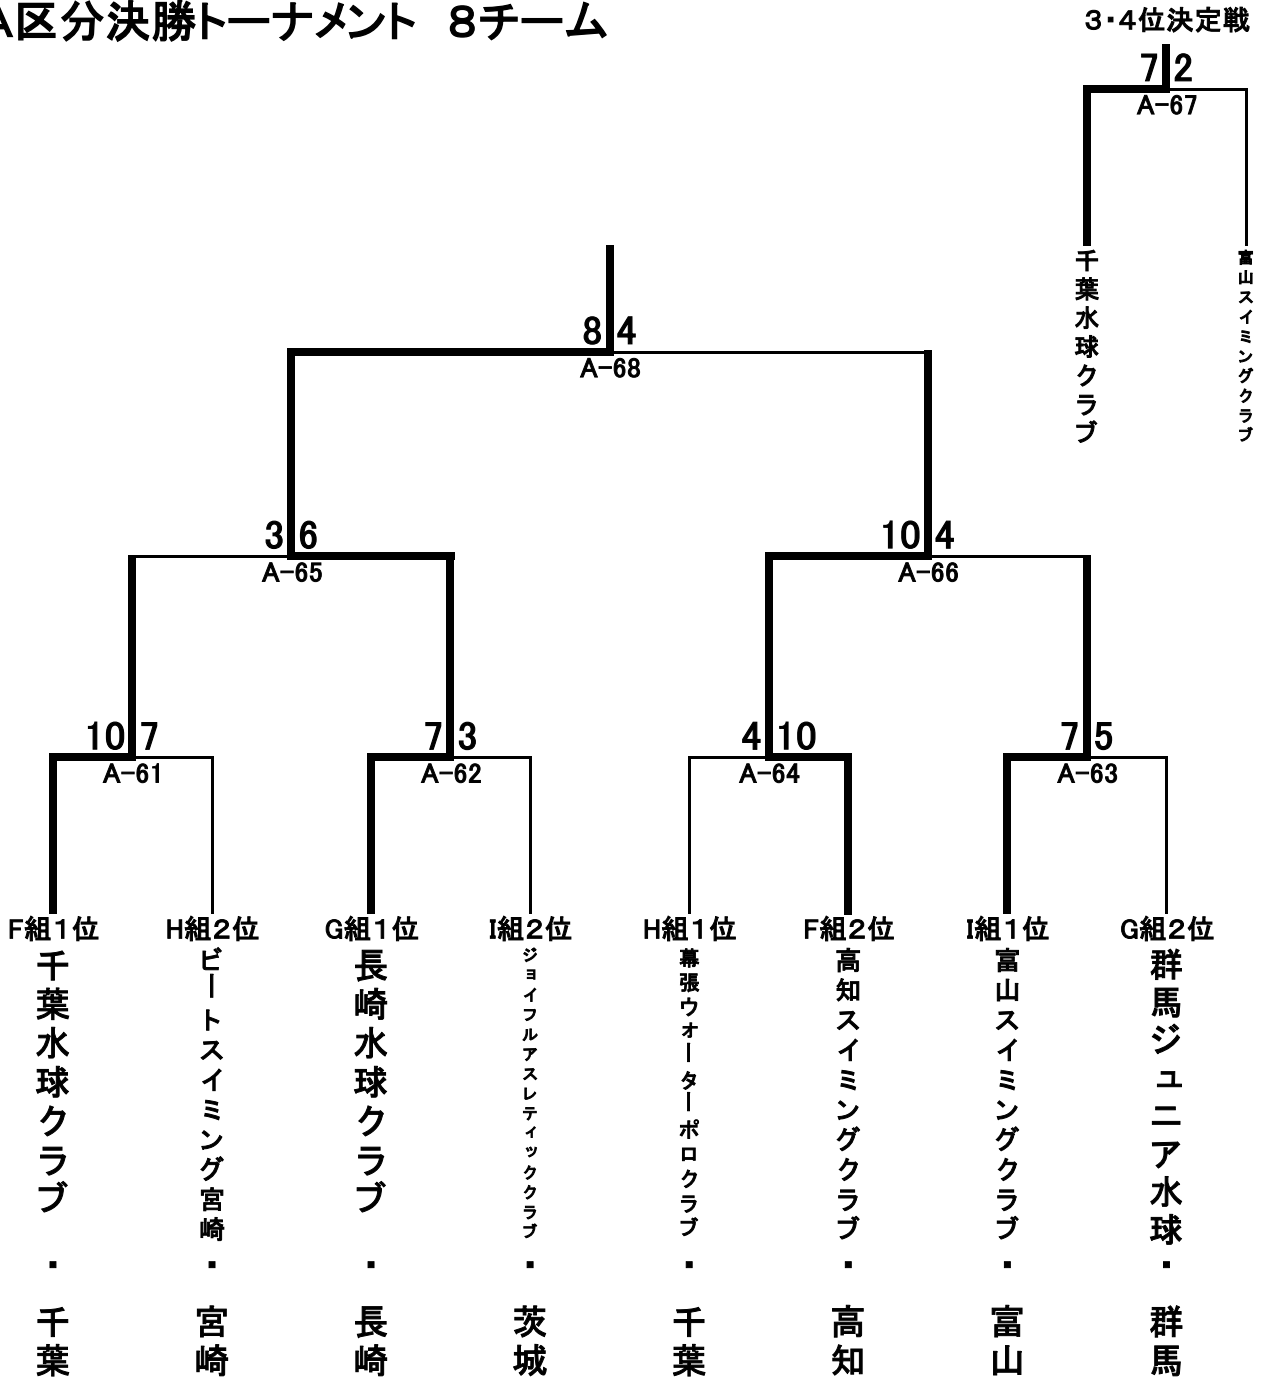 A区分決勝トーナメント　８チーム
３・４位決定戦
7 2
A-67
千葉水球クラブ
富山スイミングクラブ
8 4
A-68
3 6
A-65
10 4
A-66
10 7
A-61
7 3
A-62
4 10
A-64
7 5
A-63
F組１位
H組２位
G組１位
I組２位
H組１位
F組２位
I組１位
G組２位
千葉水球クラブ　・　千葉
ビートスイミング宮崎・　宮崎
長崎水球クラブ　・　長崎
ジョイフルアスレティッククラブ・　茨城
幕張ウオーターポロクラブ・　千葉
高知スイミングクラブ・　高知
富山スイミングクラブ・　富山
群馬ジュニア水球・　群馬